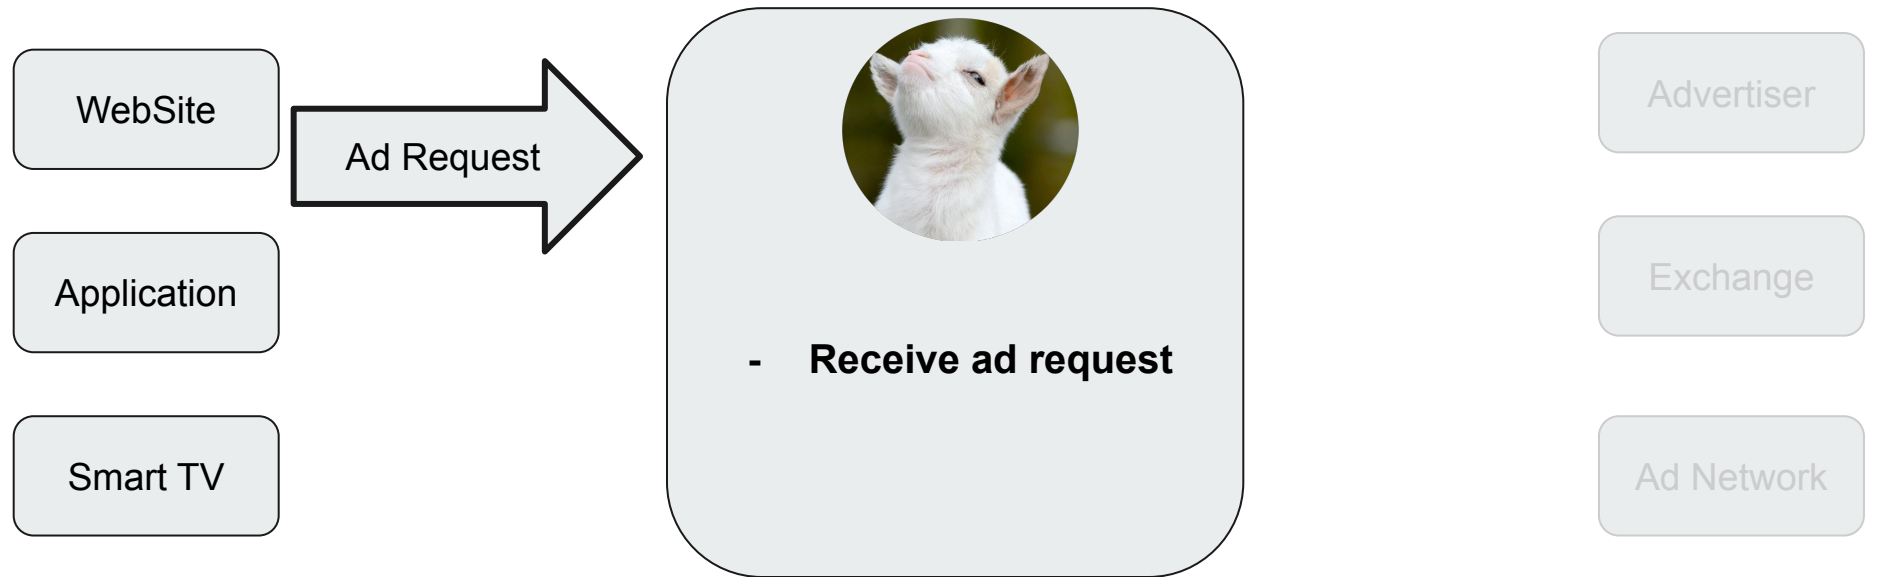 WebSite
Application
Smart TV
Ad Request
- Receive ad request
Advertiser
Exchange
Ad Network